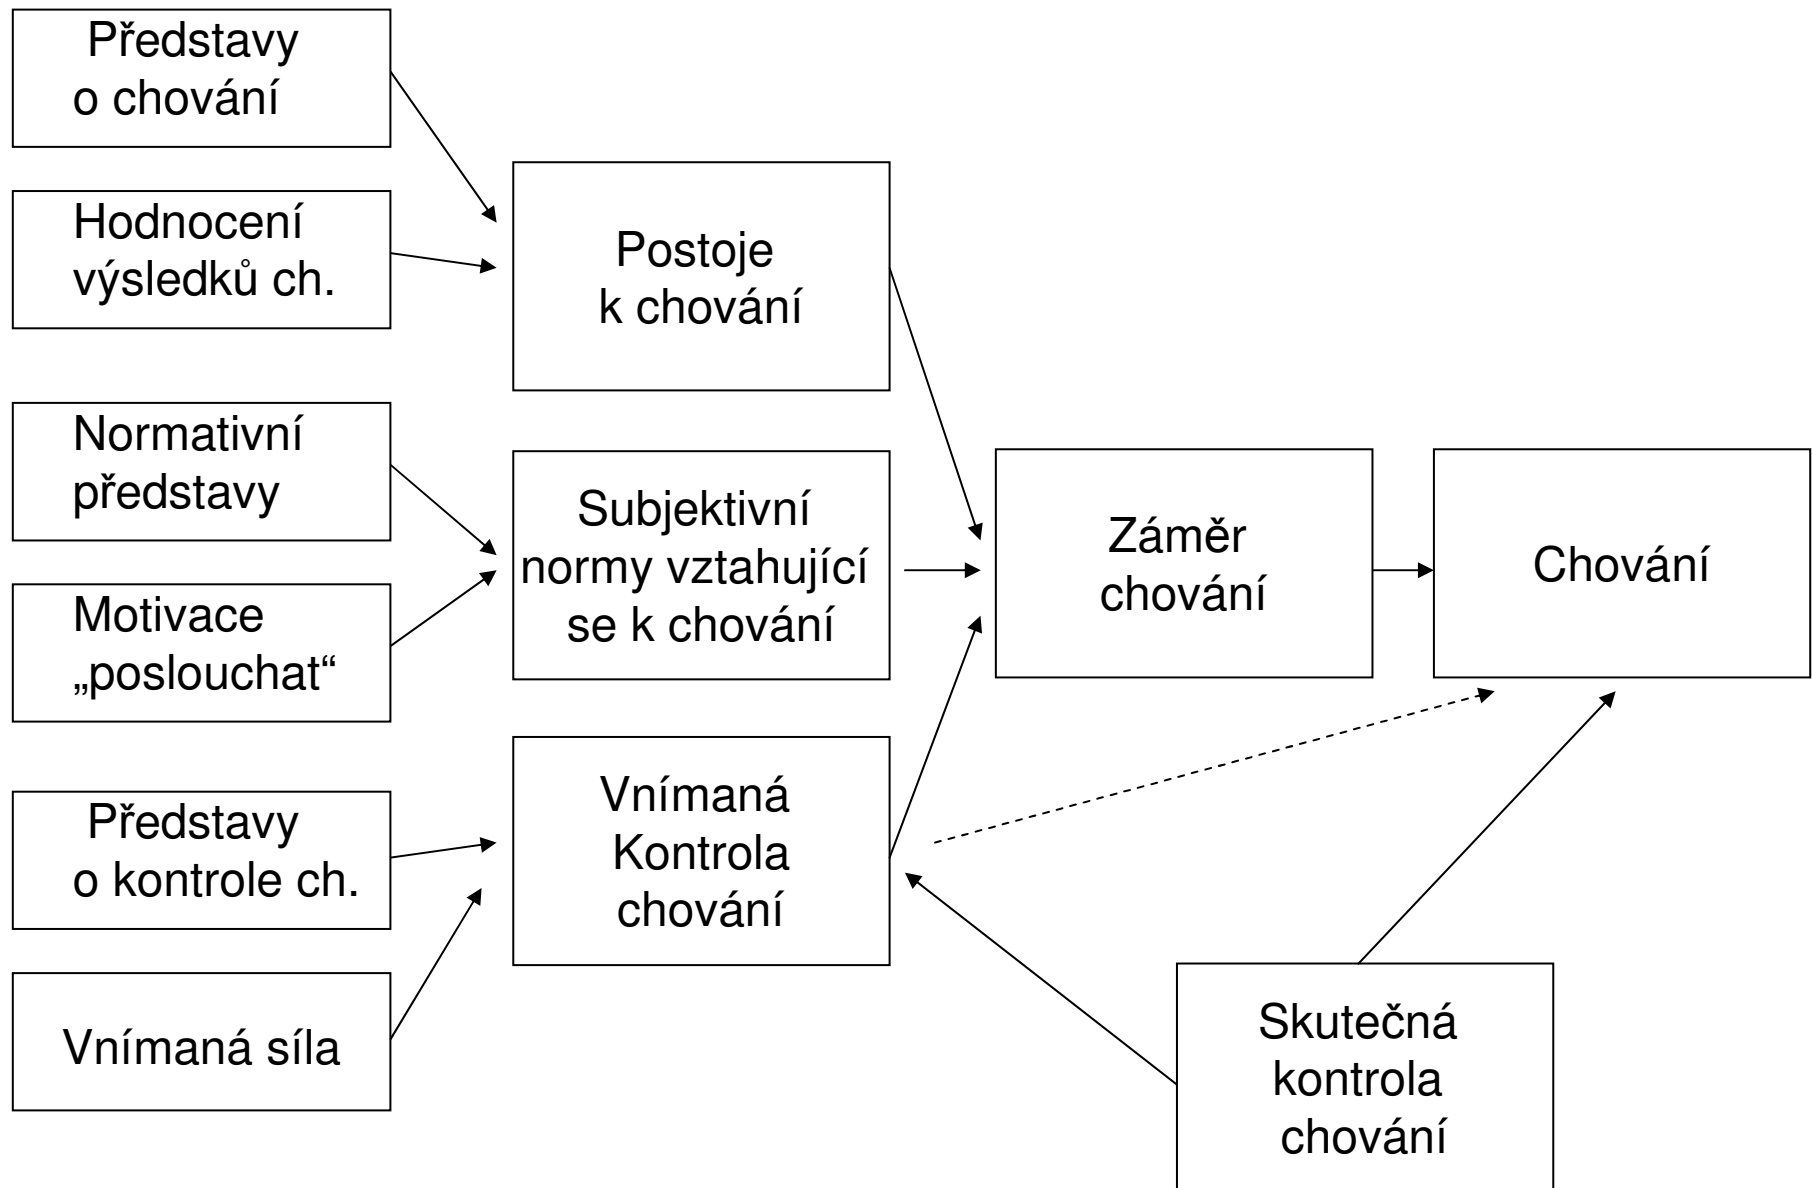 Představy
o chování
Hodnocení
výsledků ch.
Normativní
představy
Motivace
„poslouchat“
Představy
o kontrole ch.
Vnímaná síla
Postoje
k chování
Subjektivní
normy vztahující
se k chování
Vnímaná
Kontrola
chování
Záměr
chování
Chování
Skutečná
kontrola
chování